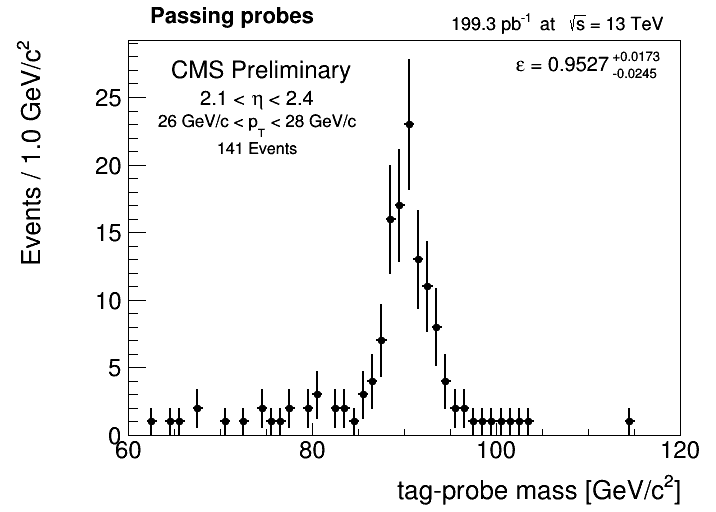 Passing probes
199.3 pb⁻¹ at √s = 13 TeV
CMS Preliminary
ε = 0.9527 +0.0173 -0.0245
2.1 < η < 2.4
26 GeV/c < p_T < 28 GeV/c
141 Events
Events / 1.0 GeV/c²
25
20
15
10
5
0
60 80 100 120
tag-probe mass [GeV/c²]